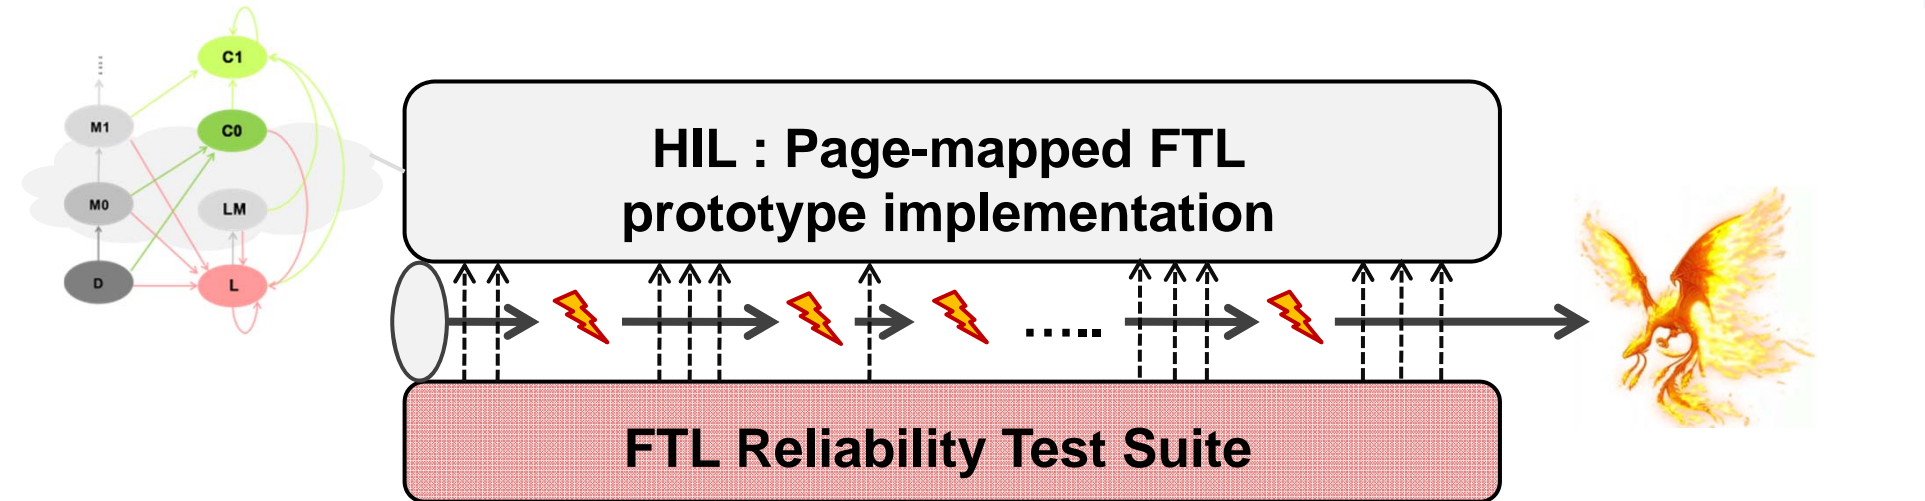 C1
M1
C0
M0
LM
D
L
HIL : Page-mapped FTL
prototype implementation
......
FTL Reliability Test Suite